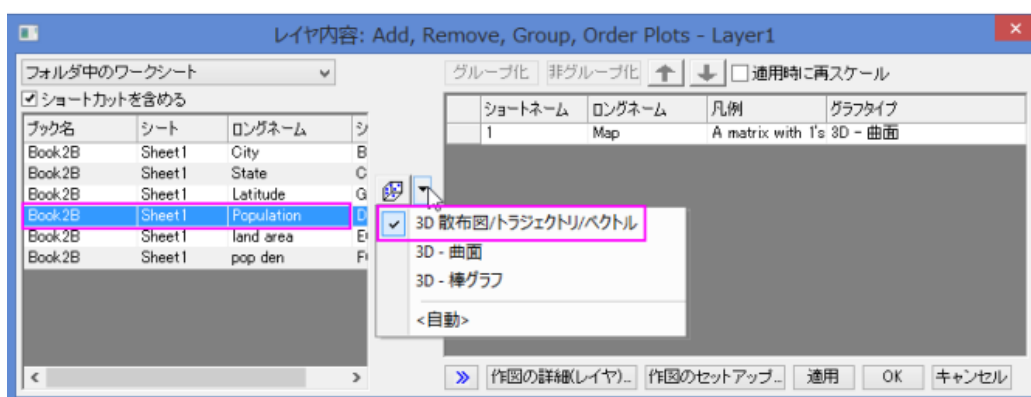 レイヤ内容: Add, Remove, Group, Order Plots - Layer1
フォルダ中のワークシート
グループ化 非グループ化 適用時に再スケール
ショートカットを含める
ショートネーム ロングネーム 凡例 グラフタイプ
1 Map A matrix with 1's 3D - 曲面
ブック名 シート ロングネーム シ
Book2B Sheet1 City B
Book2B Sheet1 State C
Book2B Sheet1 Latitude G
Book2B Sheet1 Population D
Book2B Sheet1 land area E
Book2B Sheet1 pop den F
3D 散布図/トラジェクトリ/ベクトル
3D - 曲面
3D - 棒グラフ
<自動>
作図の詳細(レイヤ)... 作図のセットアップ... 適用 OK キャンセル